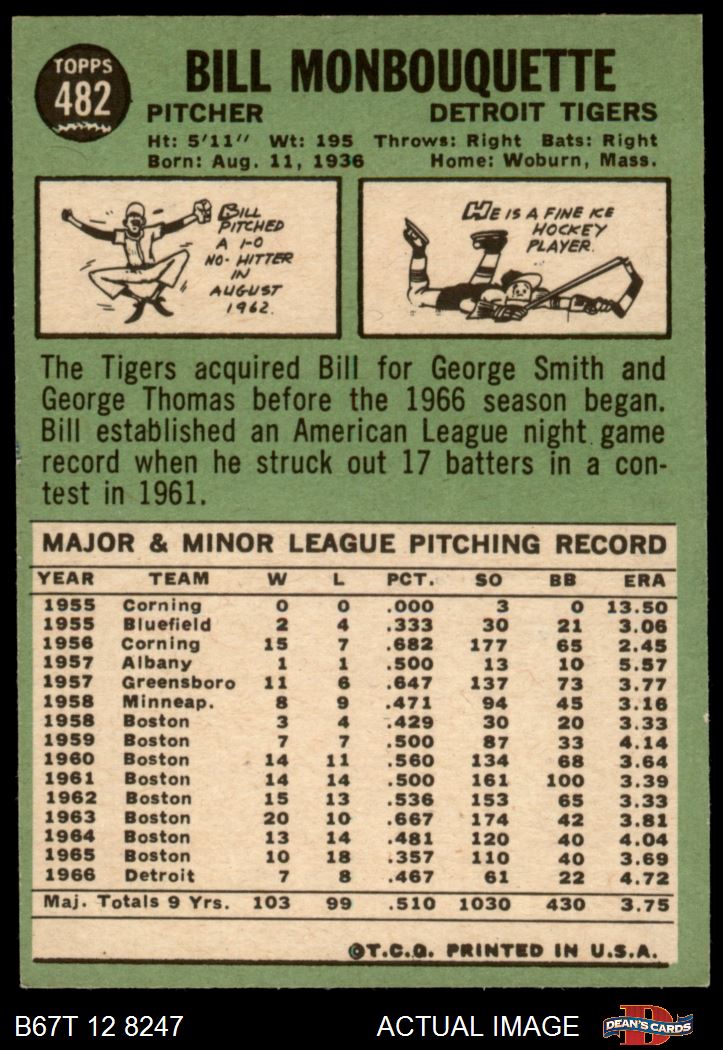 TOPPS
482
BILL MONBOUQUETTE
PITCHER DETROIT TIGERS
Ht: 5'11" Wt: 195 Throws: Right Bats: Right
Born: Aug. 11, 1936 Home: Woburn, Mass.
BILL
PITCHED
A 1-0
NO-HITTER
IN
AUGUST
1962.
HE IS A FINE ICE
HOCKEY
PLAYER.
The Tigers acquired Bill for George Smith and
George Thomas before the 1966 season began.
Bill established an American League night game
record when he struck out 17 batters in a con-
test in 1961.
MAJOR & MINOR LEAGUE PITCHING RECORD
YEAR TEAM W L PCT. SO BB ERA
1955 Corning 0 0 .000 3 0 13.50
1955 Bluefield 2 4 .333 30 21 3.06
1956 Corning 15 7 .682 177 65 2.45
1957 Albany 1 1 .500 13 10 5.57
1957 Greensboro 11 6 .647 137 73 3.77
1958 Minneap. 8 9 .471 94 45 3.16
1958 Boston 3 4 .429 30 20 3.33
1959 Boston 7 7 .500 87 33 4.14
1960 Boston 14 11 .560 134 68 3.64
1961 Boston 14 14 .500 161 100 3.39
1962 Boston 15 13 .536 153 65 3.33
1963 Boston 20 10 .667 174 42 3.81
1964 Boston 13 14 .481 120 40 4.04
1965 Boston 10 18 .357 110 40 3.69
1966 Detroit 7 8 .467 61 22 4.72
Maj. Totals 9 Yrs. 103 99 .510 1030 430 3.75
©T.C.G. PRINTED IN U.S.A.
B67T 12 8247 ACTUAL IMAGE DEAN'S CARDS